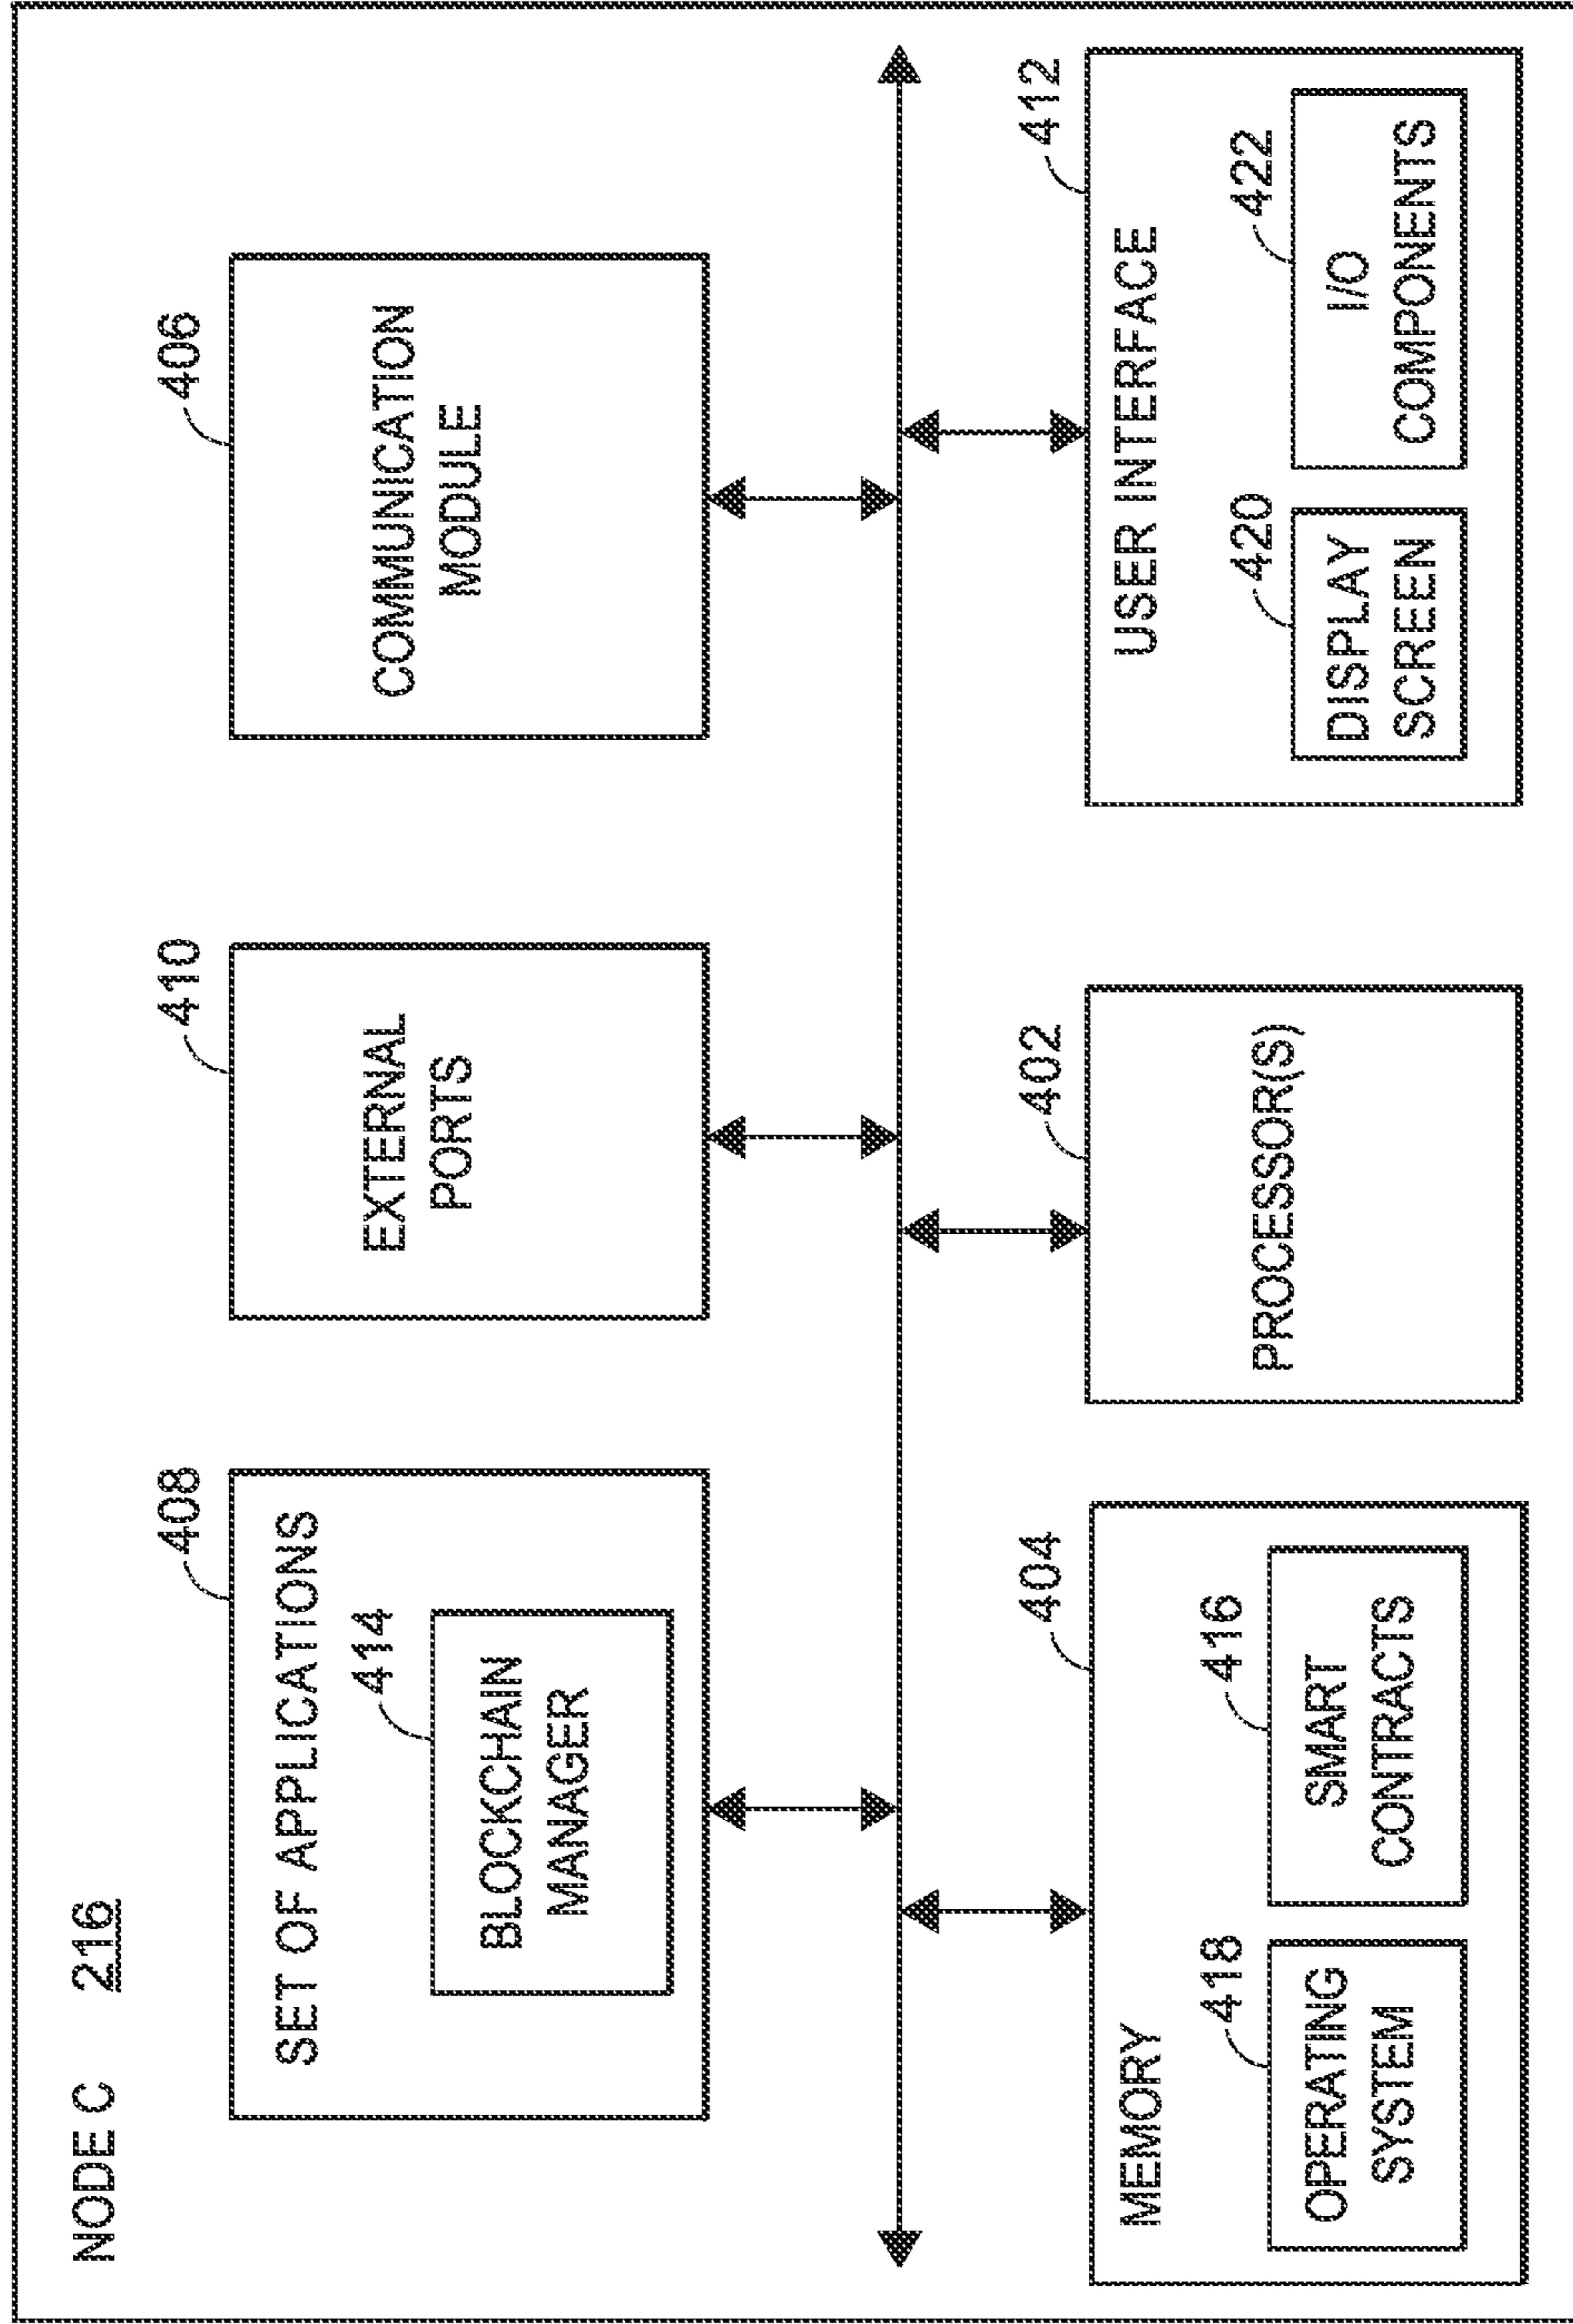 NODE C 216
408
SET OF APPLICATIONS
414
BLOCKCHAIN
MANAGER
410
EXTERNAL
PORTS
406
COMMUNICATION
MODULE
404
MEMORY
418
OPERATING
SYSTEM
416
SMART
CONTRACTS
402
PROCESSOR(S)
412
USER INTERFACE
420
DISPLAY
SCREEN
422
I/O
COMPONENTS